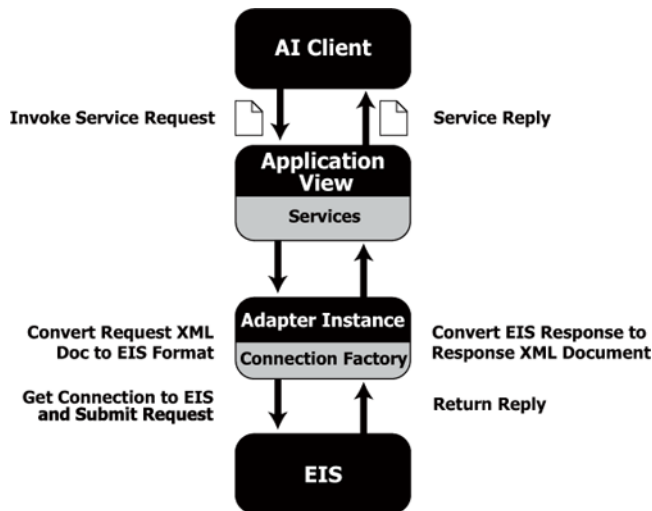 AI Client
Invoke Service Request
Service Reply
Application
View
Services
Convert Request XML
Doc to EIS Format
Adapter Instance
Connection Factory
Convert EIS Response to
Response XML Document
Get Connection to EIS
and Submit Request
Return Reply
EIS